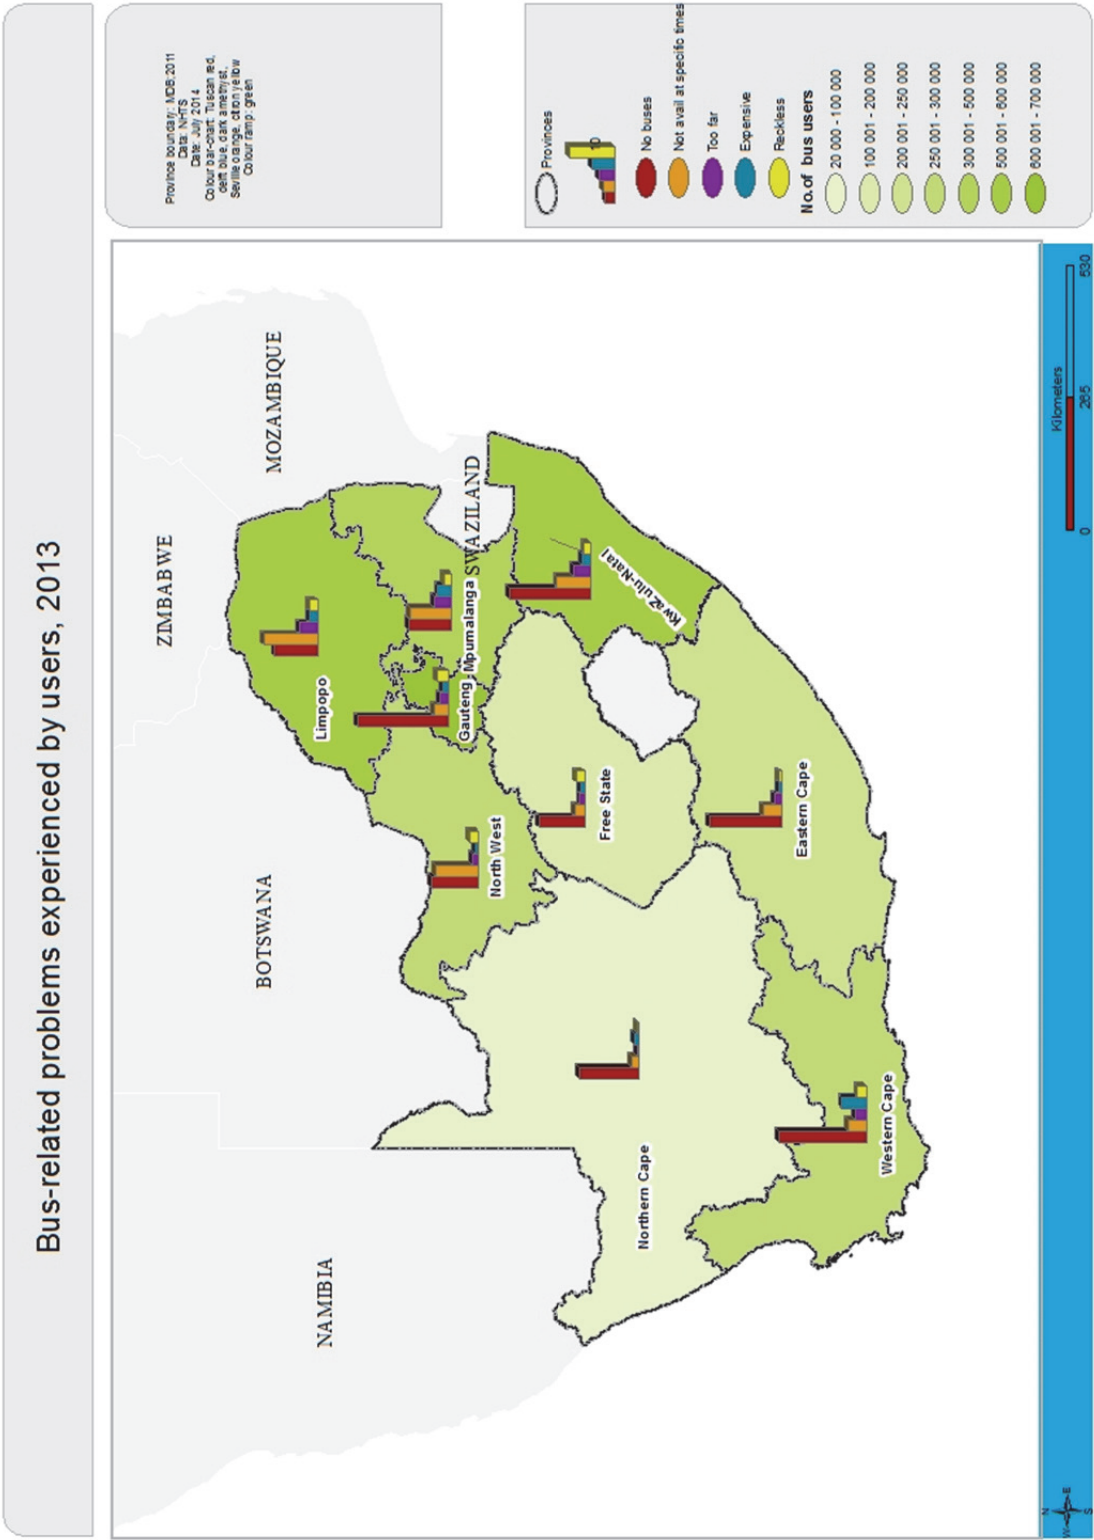 Bus-related problems experienced by users, 2013
ZIMBABWE
MOZAMBIQUE
BOTSWANA
NAMIBIA
SWAZILAND
Limpopo
Mpumalanga
Gauteng
North West
KwaZulu-Natal
Free State
Northern Cape
Eastern Cape
Western Cape
Province boundary: MDB:2011
Data: NHTS
Date: July 2014
Colour bar-chart: Tuscan red,
delft blue, dark amethyst,
Seville orange, citron yellow
Colour ramp: green
Provinces
10
No buses
Not avail at specific times
Too far
Expensive
Reckless
No. of bus users
20 000 - 100 000
100 001 - 200 000
200 001 - 250 000
250 001 - 300 000
300 001 - 500 000
500 001 - 600 000
600 001 - 700 000
N
W E
S
Kilometers
0 265 530